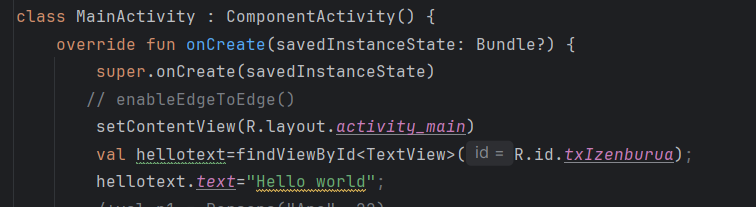 class MainActivity : ComponentActivity() {
override fun onCreate(savedInstanceState: Bundle?) {
super.onCreate(savedInstanceState)
// enableEdgeToEdge()
setContentView(R.layout.activity_main)
val hellotext=findViewById<TextView>( id = R.id.txIzenburua);
hellotext.text="Hello world";